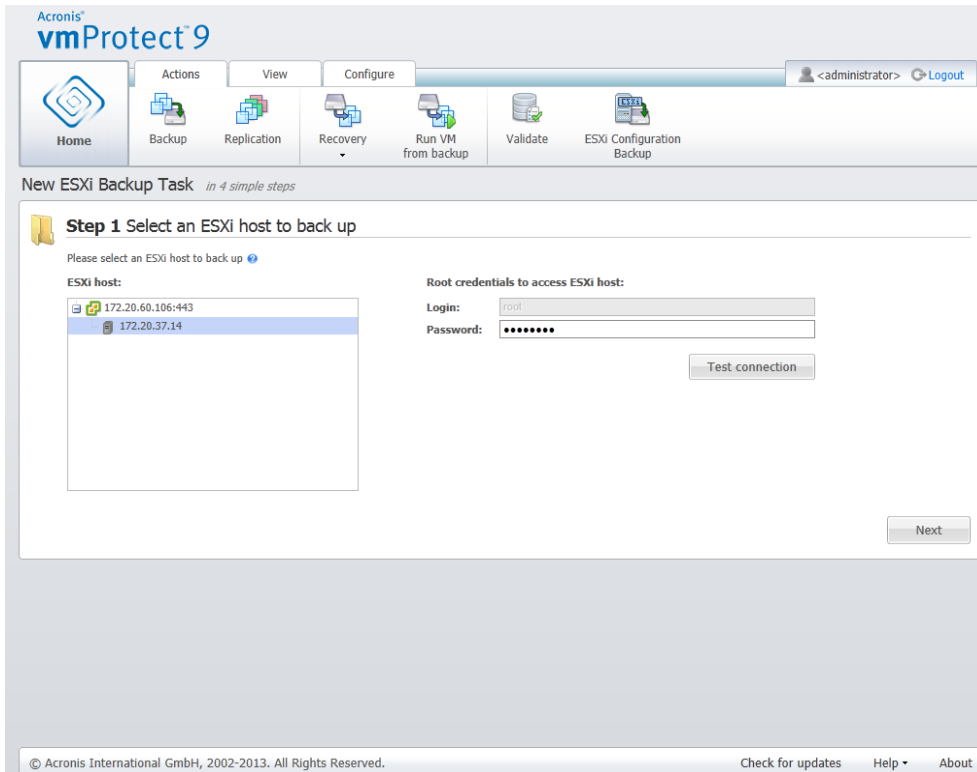 Acronis®
vmProtect™ 9
Actions View Configure
<administrator> Logout
Home
Backup
Replication
Recovery
Run VM
from backup
Validate
ESXi Configuration
Backup
New ESXi Backup Task in 4 simple steps
Step 1 Select an ESXi host to back up
Please select an ESXi host to back up
ESXi host:
172.20.60.106:443
172.20.37.14
Root credentials to access ESXi host:
Login: root
Password: ••••••••
Test connection
Next
© Acronis International GmbH, 2002-2013. All Rights Reserved. Check for updates Help About